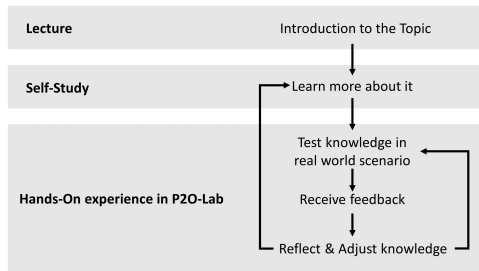 Lecture
Introduction to the Topic
Self-Study
Learn more about it
Hands-On experience in P2O-Lab
Test knowledge in
real world scenario
Receive feedback
Reflect & Adjust knowledge